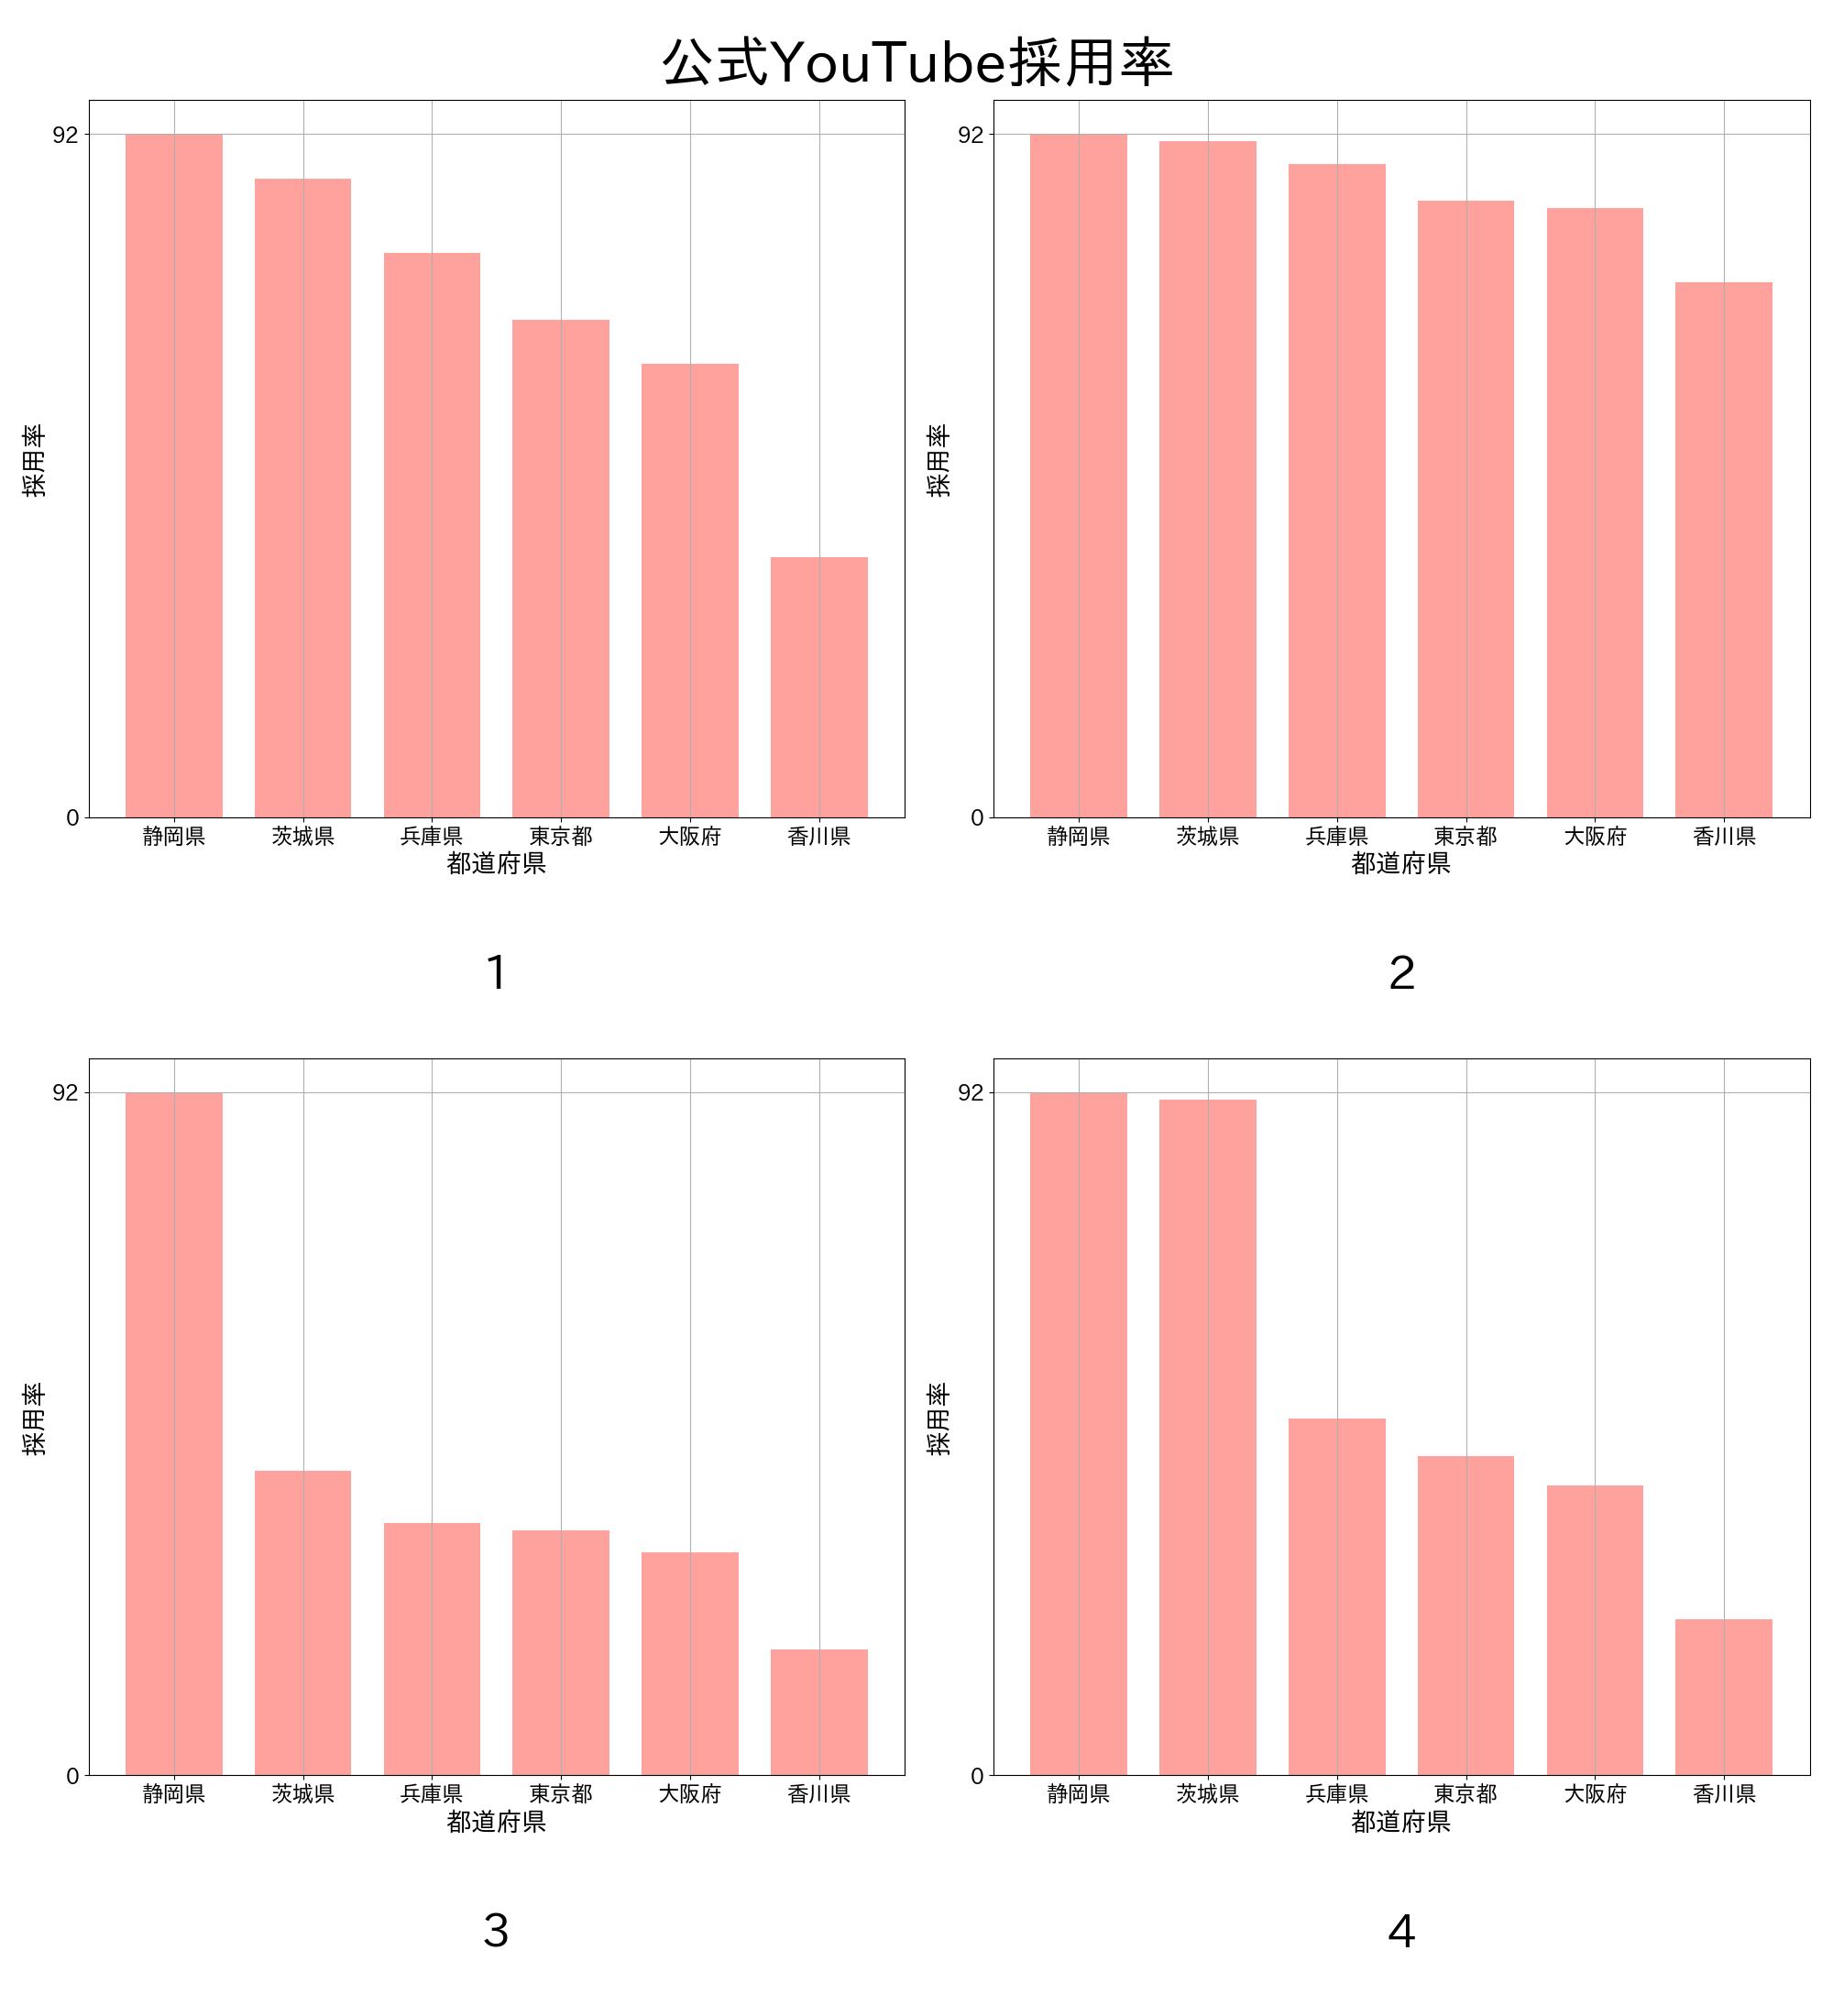 公式YouTube採用率
92
採用率
0
静岡県 茨城県 兵庫県 東京都 大阪府 香川県
都道府県
1
92
採用率
0
静岡県 茨城県 兵庫県 東京都 大阪府 香川県
都道府県
2
92
採用率
0
静岡県 茨城県 兵庫県 東京都 大阪府 香川県
都道府県
3
92
採用率
0
静岡県 茨城県 兵庫県 東京都 大阪府 香川県
都道府県
4